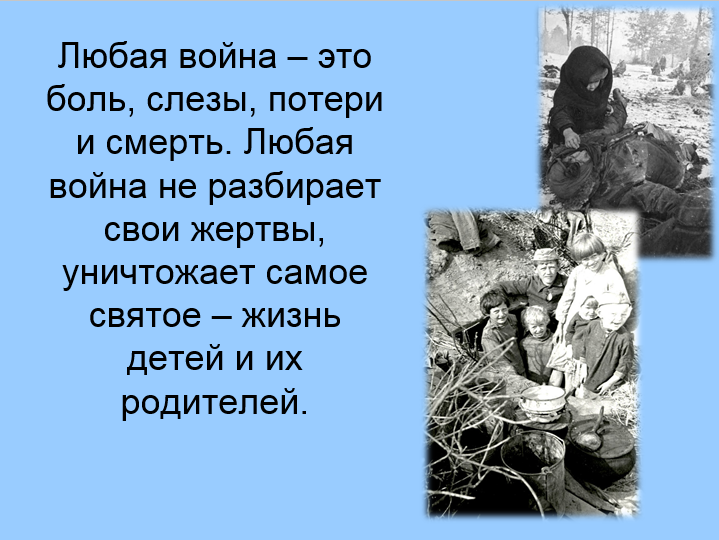 Любая война – это
боль, слезы, потери
и смерть. Любая
война не разбирает
свои жертвы,
уничтожает самое
святое – жизнь
детей и их
родителей.